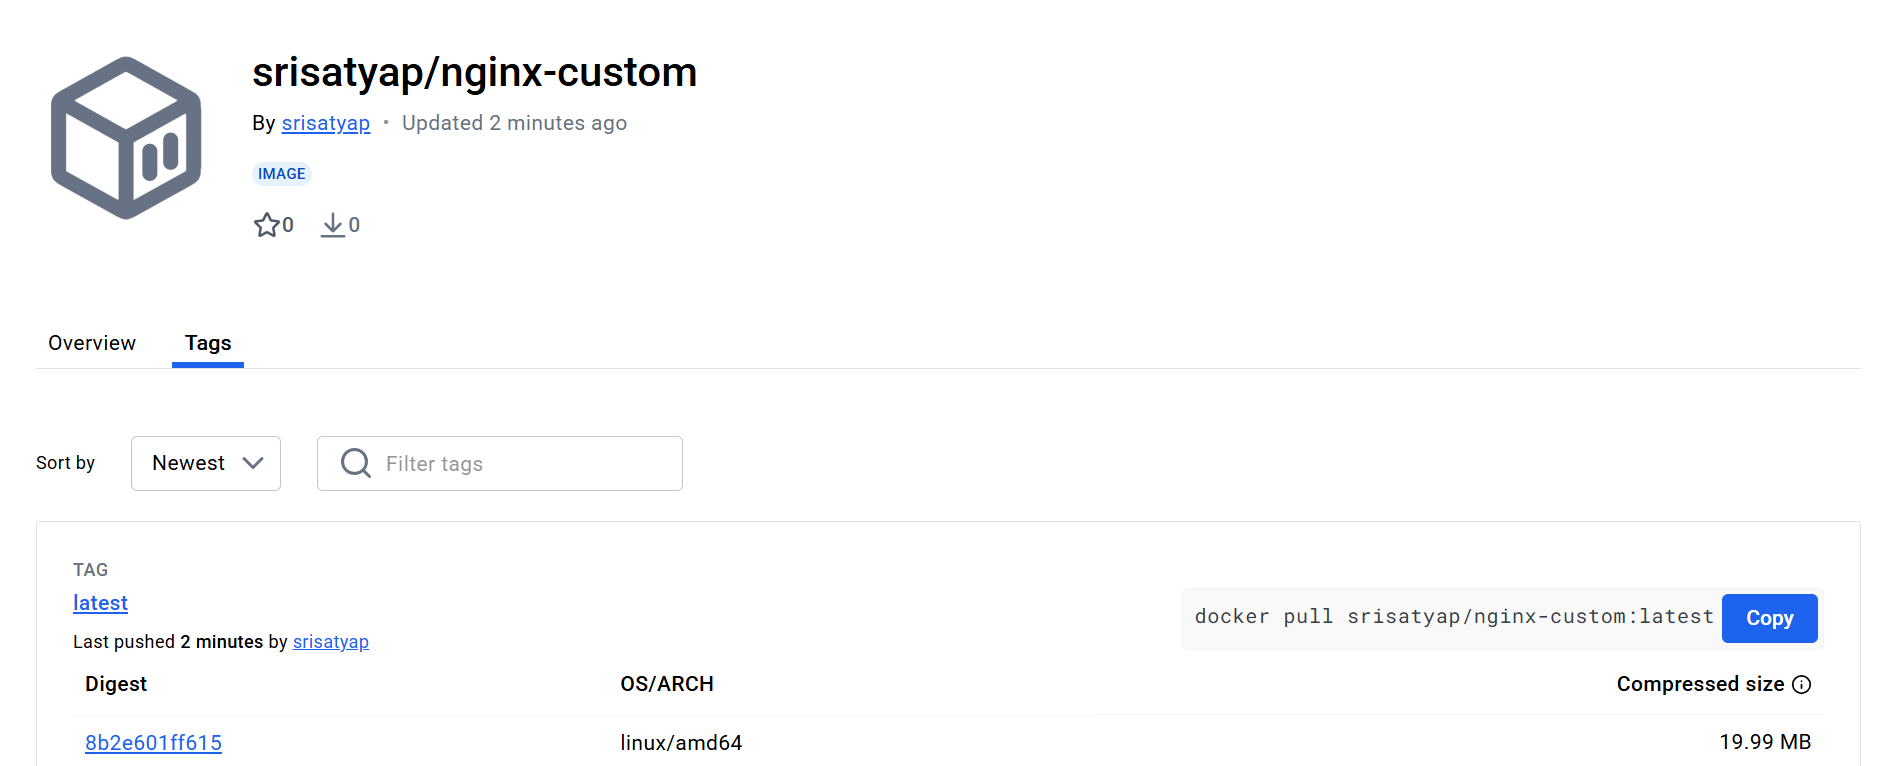 srisatyap/nginx-custom
By srisatyap • Updated 2 minutes ago
IMAGE
0 0
Overview Tags
Sort by Newest Filter tags
TAG
latest
docker pull srisatyap/nginx-custom:latest Copy
Last pushed 2 minutes by srisatyap
Digest OS/ARCH Compressed size
8b2e601ff615 linux/amd64 19.99 MB